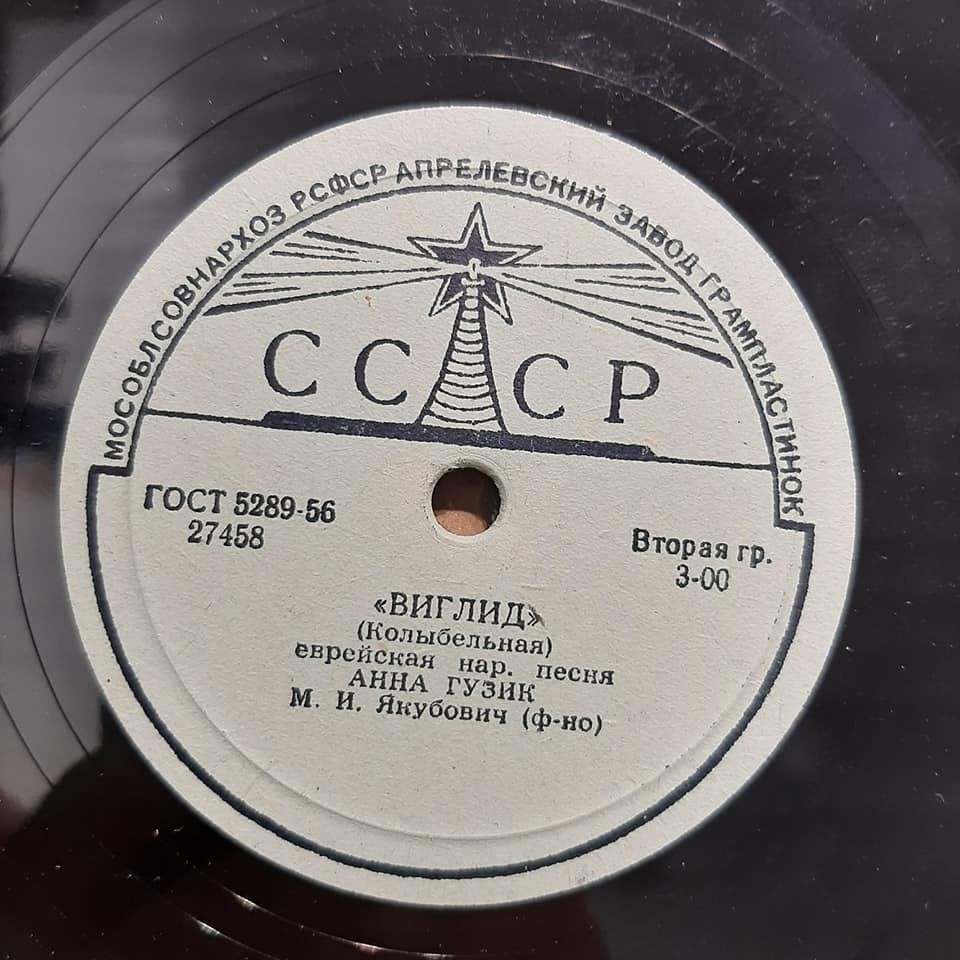 МОСОБЛСОВНАРХОЗ РСФСР АПРЕЛЕВСКИЙ ЗАВОД ГРАМПЛАСТИНОК
СССР
ГОСТ 5289-56
27458
Вторая гр.
3-00
«ВИГЛИД»
(Колыбельная)
еврейская нар. песня
АННА ГУЗИК
М. И. Якубович (ф-но)